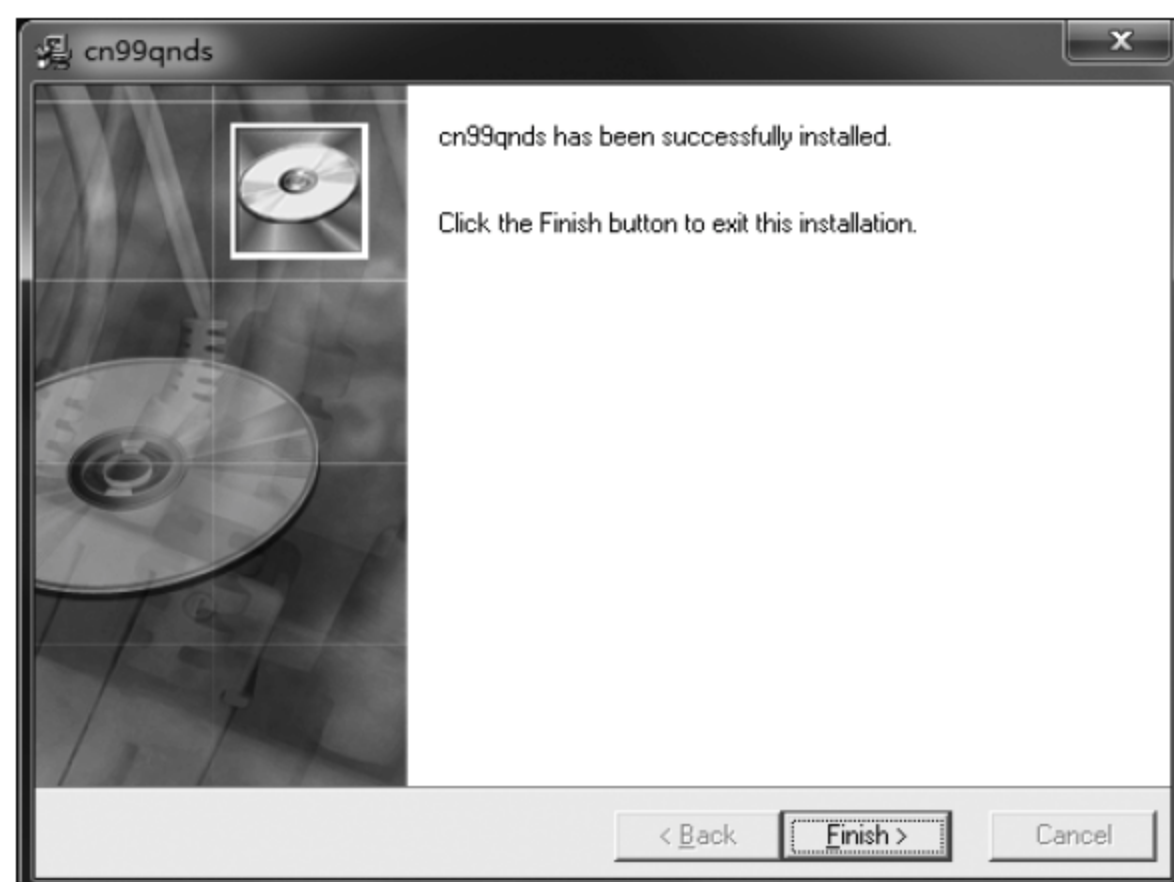 cn99qnds
cn99qnds has been successfully installed.
Click the Finish button to exit this installation.
< Back
Finish >
Cancel